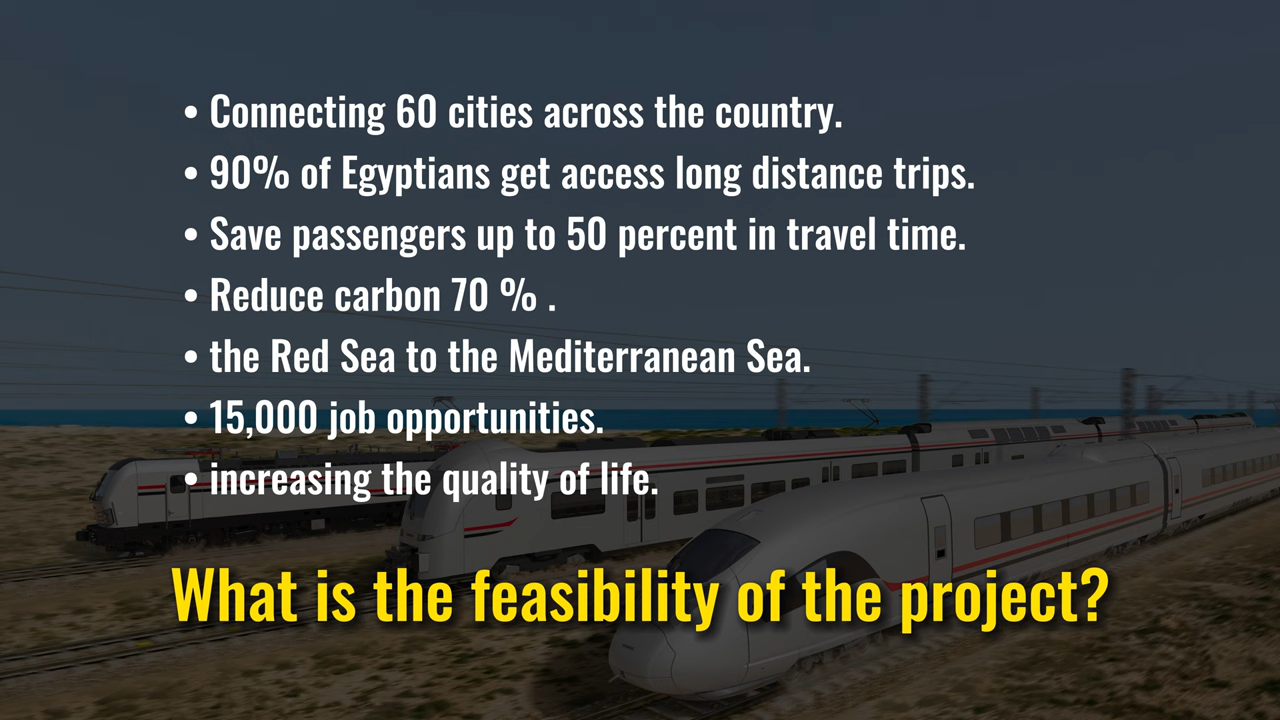 • Connecting 60 cities across the country.
• 90% of Egyptians get access long distance trips.
• Save passengers up to 50 percent in travel time.
• Reduce carbon 70 % .
• the Red Sea to the Mediterranean Sea.
• 15,000 job opportunities.
• increasing the quality of life.
What is the feasibility of the project?